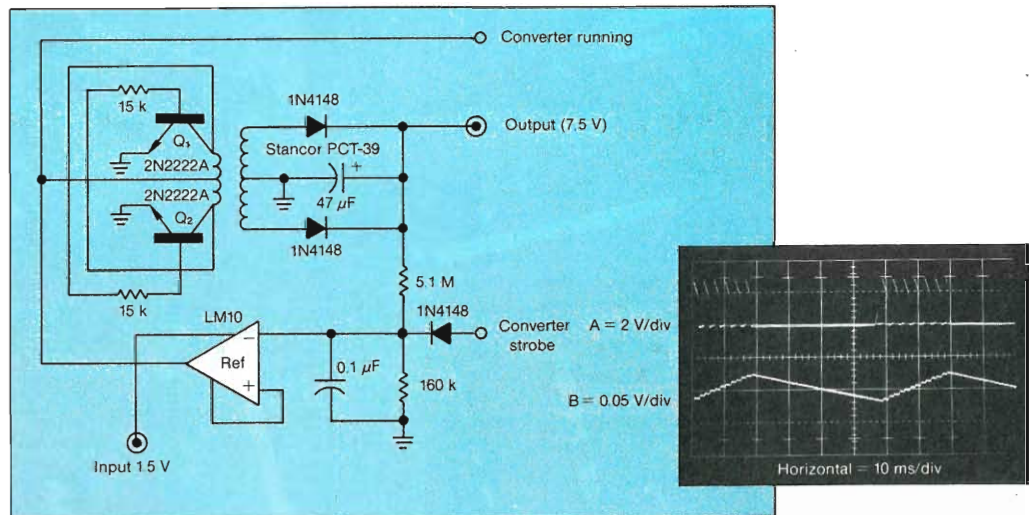 Converter running
15 k
1N4148
Output (7.5 V)
Q₁
Stancor PCT-39
+
2N2222A
2N2222A
47 µF
Q₂
1N4148
15 k
5.1 M
LM10
1N4148
Converter
strobe
−
Ref
+
0.1 µF
160 k
Input 1.5 V
A = 2 V/div
B = 0.05 V/div
Horizontal = 10 ms/div